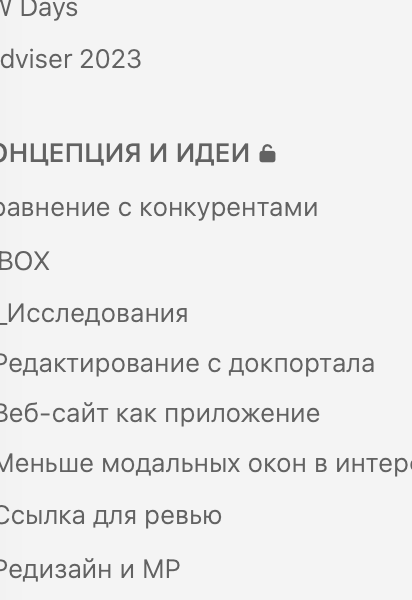 W Days
dviser 2023
ОНЦЕПЦИЯ И ИДЕИ
равнение с конкурентами
BOX
_Исследования
Редактирование с докпортала
Веб-сайт как приложение
Меньше модальных окон в интер
Ссылка для ревью
Редизайн и МР